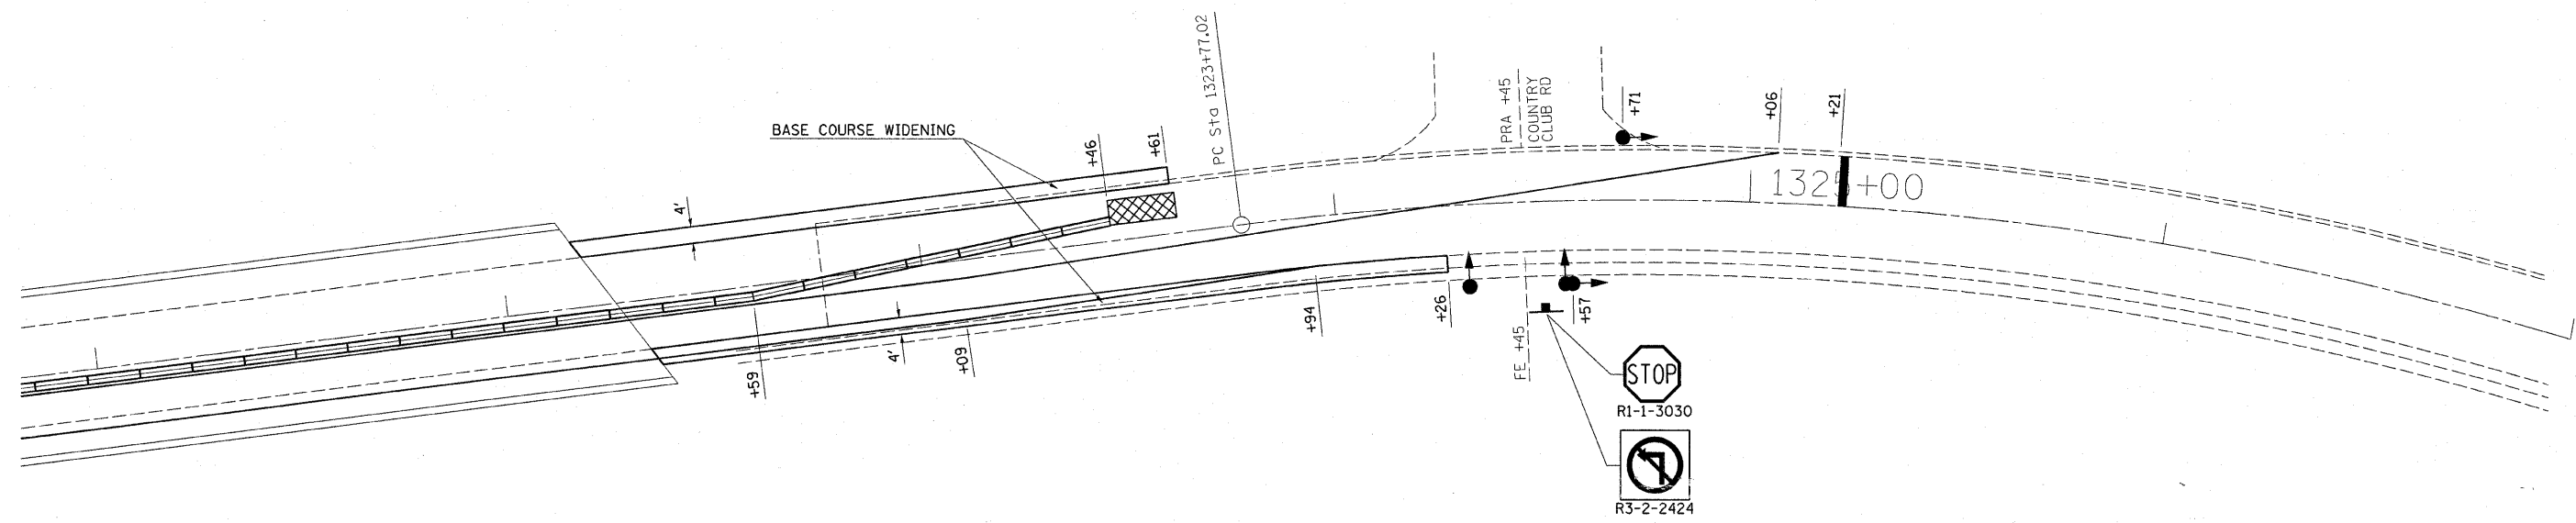 BASE COURSE WIDENING
4'
+46
+61
PC Sta 1323+77.02
PRA +45
COUNTRY
CLUB RD
+71
+06
+21
1325+00
+59
4'
+09
+94
+26
FE +45
+57
STOP
R1-1-3030
R3-2-2424